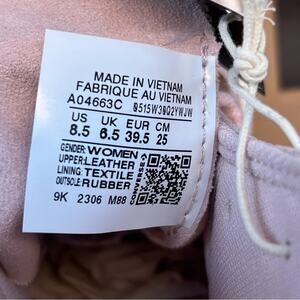 MADE IN VIETNAM
FABRIQUE AU VIETNAM
A04663C
US UK EUR CM
8.5 6.5 39.5 25
GENDER: WOMEN
UPPER: LEATHER
LINING: TEXTILE
OUTSOLE: RUBBER
CONVERSE
9K 2306 M88